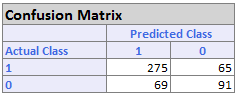 Confusion Matrix
Predicted Class
Actual Class 1 0
1 275 65
0 69 91